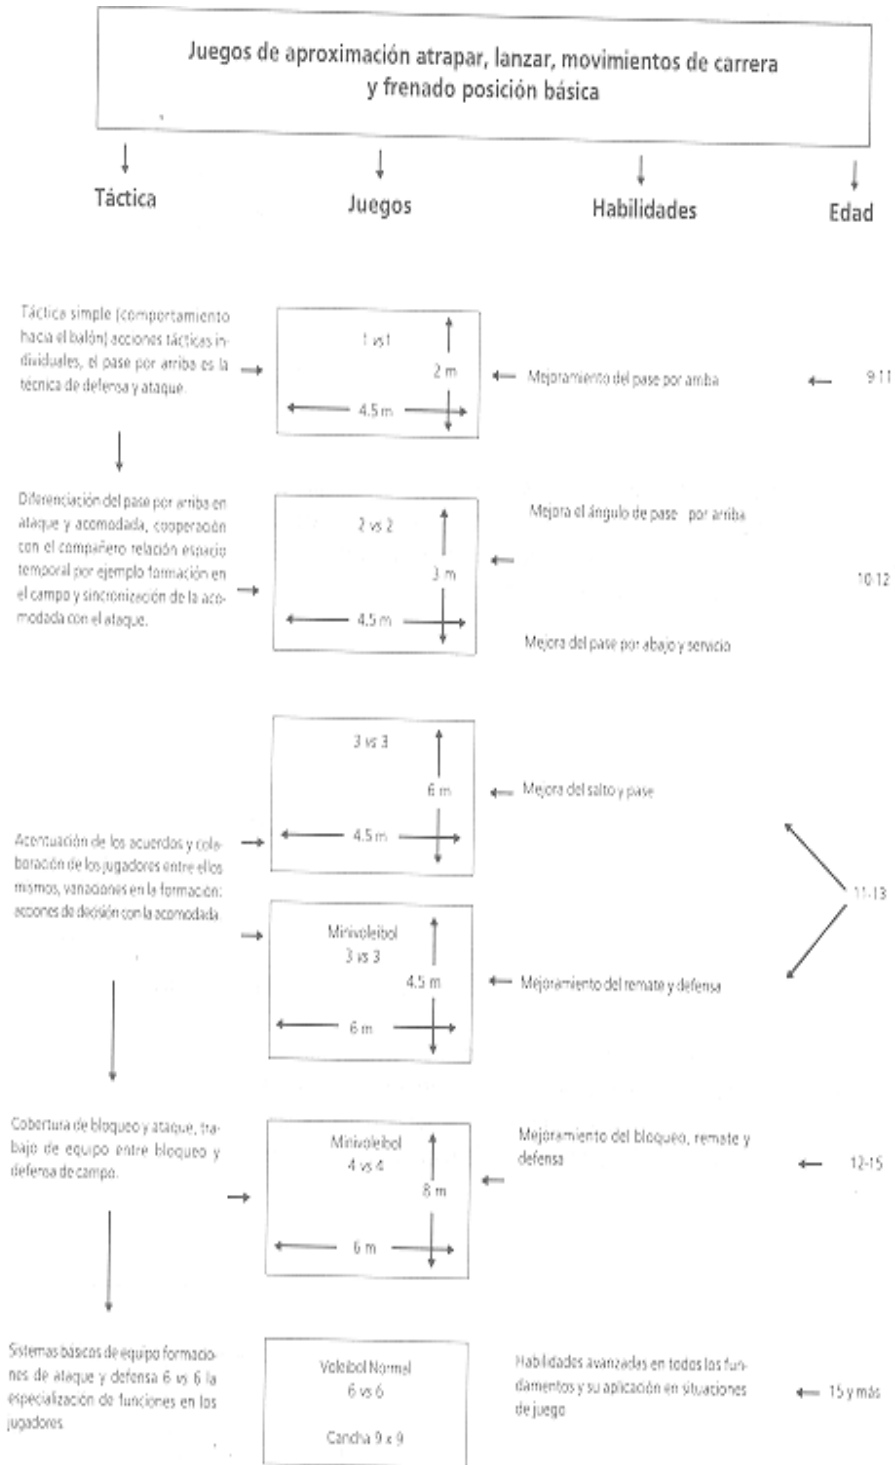 Juegos de aproximación atrapar, lanzar, movimientos de carrera
y frenado posición básica
Táctica
Juegos
Habilidades
Edad
Táctica simple (comportamiento
hacia el balón) acciones tácticas in-
dividuales, el pase por arriba es la
técnica de defensa y ataque.
1 vs 1
2 m
4.5 m
Mejoramiento del pase por arriba
9-11
Diferenciación del pase por arriba en
ataque y acomodada, cooperación
con el compañero relación espacio
temporal por ejemplo formación en
el campo y sincronización de la aco-
modada con el ataque.
2 vs 2
3 m
4.5 m
Mejora el ángulo de pase por arriba
Mejora del pase por abajo y servicio
10-12
Acentuación de los acuerdos y cola-
boración de los jugadores entre ellos
mismos, variaciones en la formación:
acciones de decisión con la acomodada.
3 vs 3
6 m
4.5 m
Mejora del salto y pase
Minivoleibol
3 vs 3
4.5 m
6 m
Mejoramiento del remate y defensa
11-13
Cobertura de bloqueo y ataque, tra-
bajo de equipo entre bloqueo y
defensa de campo.
Minivoleibol
4 vs 4
8 m
6 m
Mejoramiento del bloqueo, remate y
defensa
12-15
Sistemas básicos de equipo formacio-
nes de ataque y defensa 6 vs 6 la
especialización de funciones en los
jugadores
Voleibol Normal
6 vs 6
Cancha 9 x 9
Habilidades avanzadas en todos los fun-
damentos y su aplicación en situaciones
de juego
15 y más